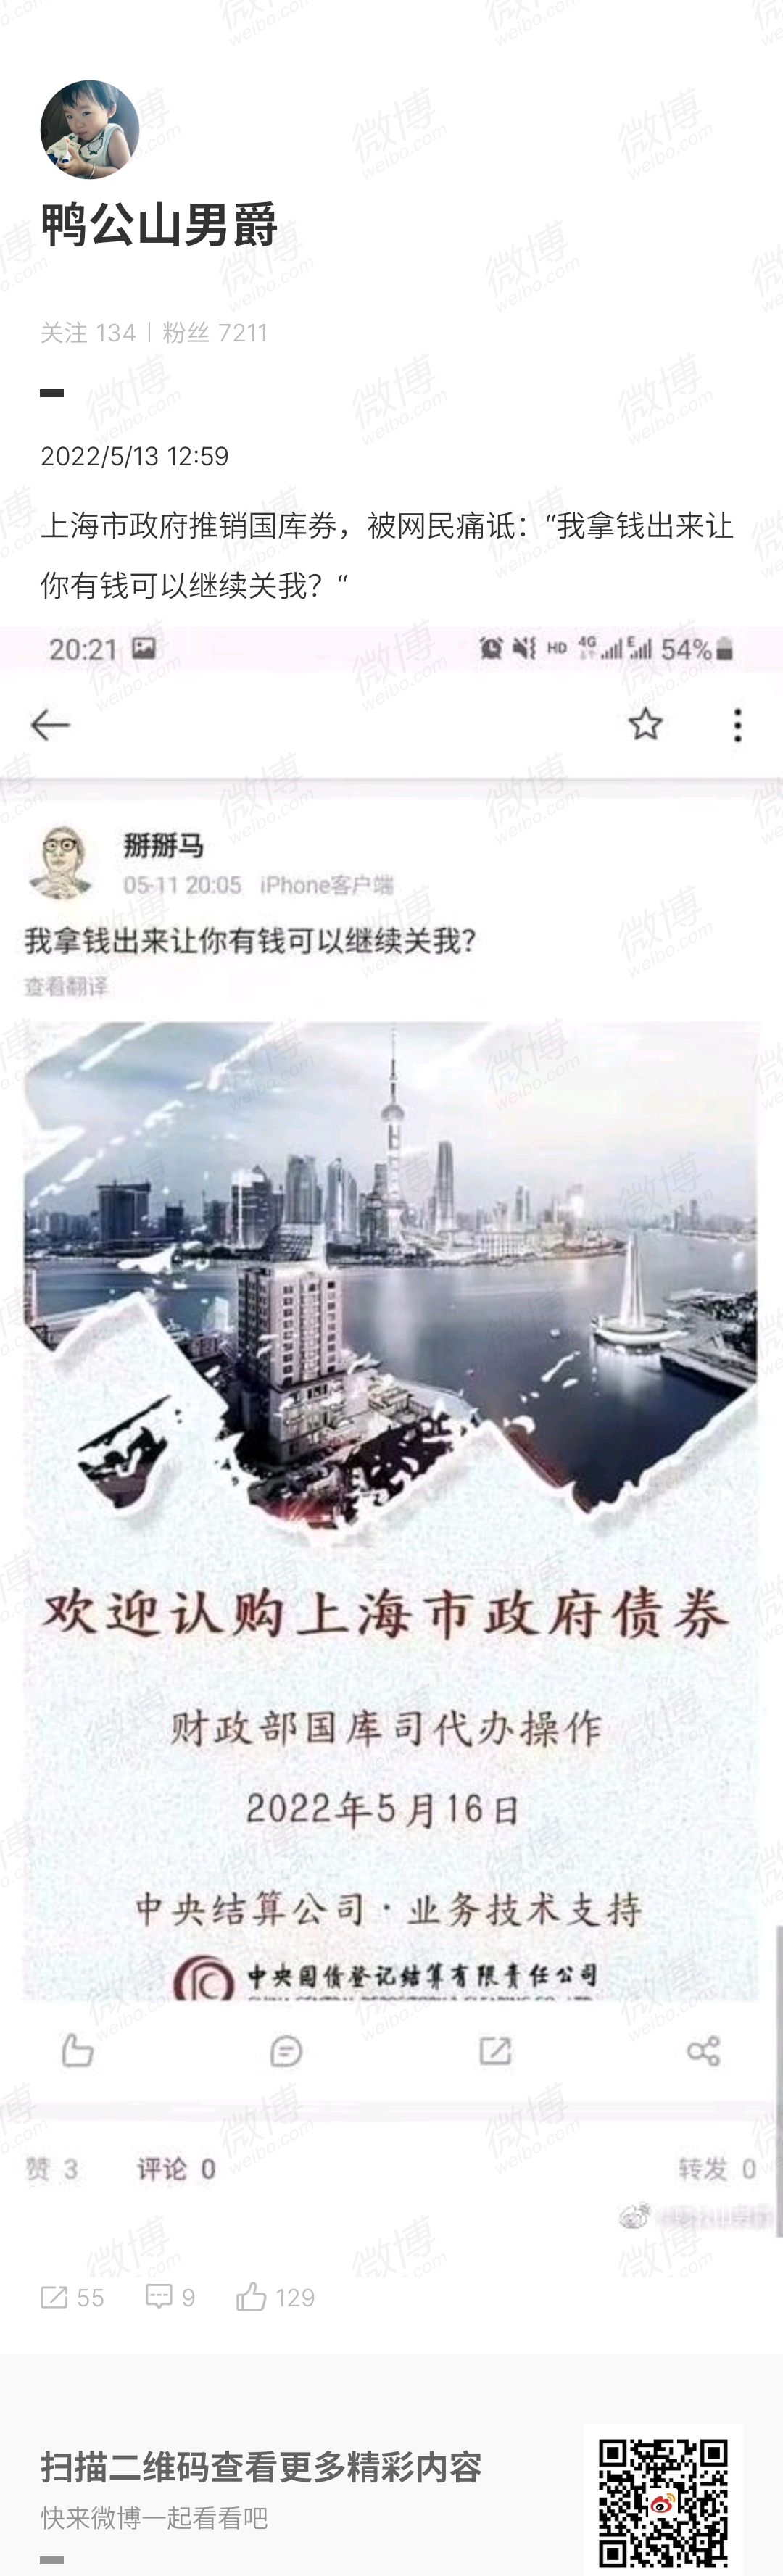 鸭公山男爵
关注 134 | 粉丝 7211
2022/5/13 12:59
上海市政府推销国库券，被网民痛诋：“我拿钱出来让
你有钱可以继续关我？“
20:21 HD 4G E 54%
掰掰马
05-11 20:05 iPhone客户端
我拿钱出来让你有钱可以继续关我？
查看翻译
欢迎认购上海市政府债券
财政部国库司代办操作
2022年5月16日
中央结算公司·业务技术支持
中央国债登记结算有限责任公司
赞 3 评论 0 转发 0
55 9 129
扫描二维码查看更多精彩内容
快来微博一起看看吧
微博
weibo.com